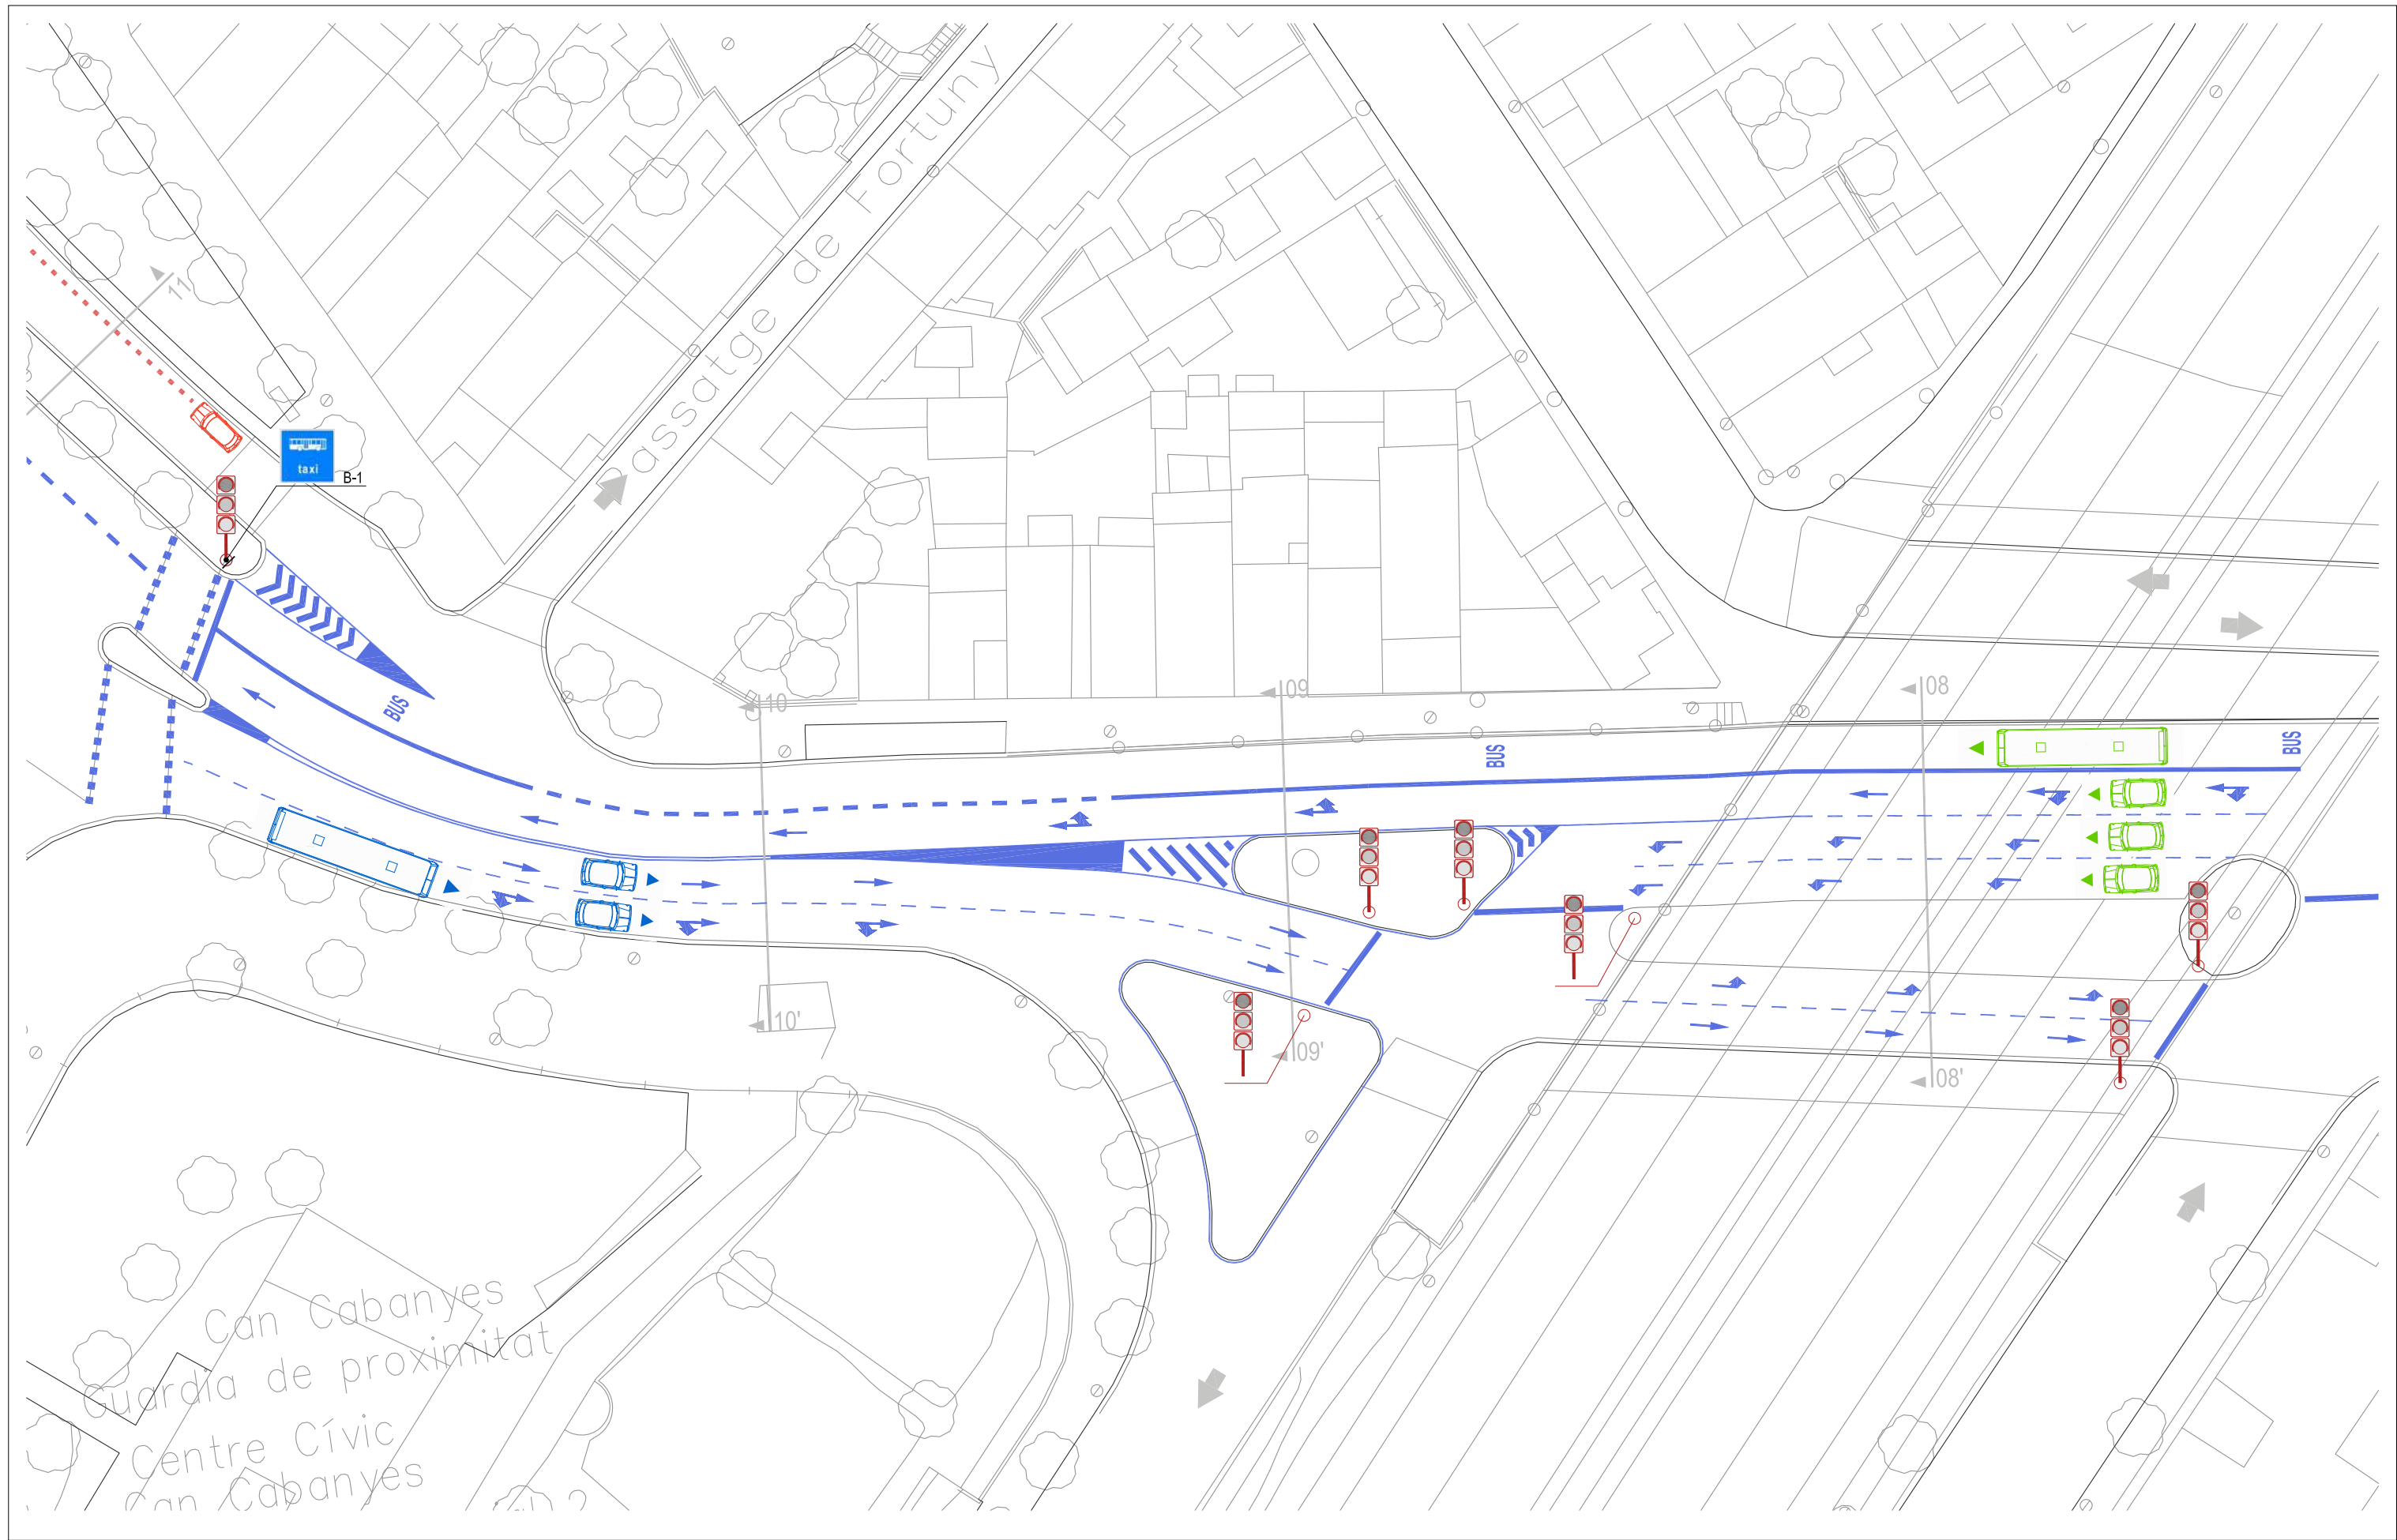 Passatge de Fortuny
11
taxi
B-1
BUS
10
09
08
BUS
BUS
10'
09'
08'
Can Cabanyes
Guardia de proximitat
Centre Cívic
Can Cabanyes